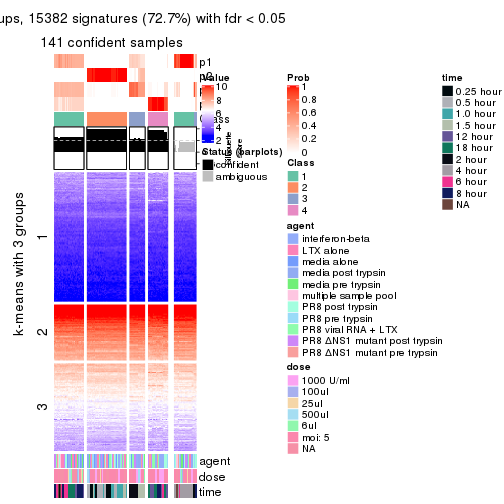 ups, 15382 signatures (72.7%) with fdr < 0.05
141 confident samples
p1
Class
k-means with 3 groups
1
2
3
agent
dose
time
value
10
8
6
4
2
Status (barplots)
confident
ambiguous
Silhouette
score
Prob
1
0.8
0.6
0.4
0.2
0
Class
1
2
3
4
agent
interferon-beta
LTX alone
media alone
media post trypsin
media pre trypsin
multiple sample pool
PR8 post trypsin
PR8 pre trypsin
PR8 viral RNA + LTX
PR8 ΔNS1 mutant post trypsin
PR8 ΔNS1 mutant pre trypsin
dose
1000 U/ml
100ul
25ul
500ul
6ul
moi: 5
NA
time
0.25 hour
0.5 hour
1.0 hour
1.5 hour
12 hour
18 hour
2 hour
4 hour
6 hour
8 hour
NA